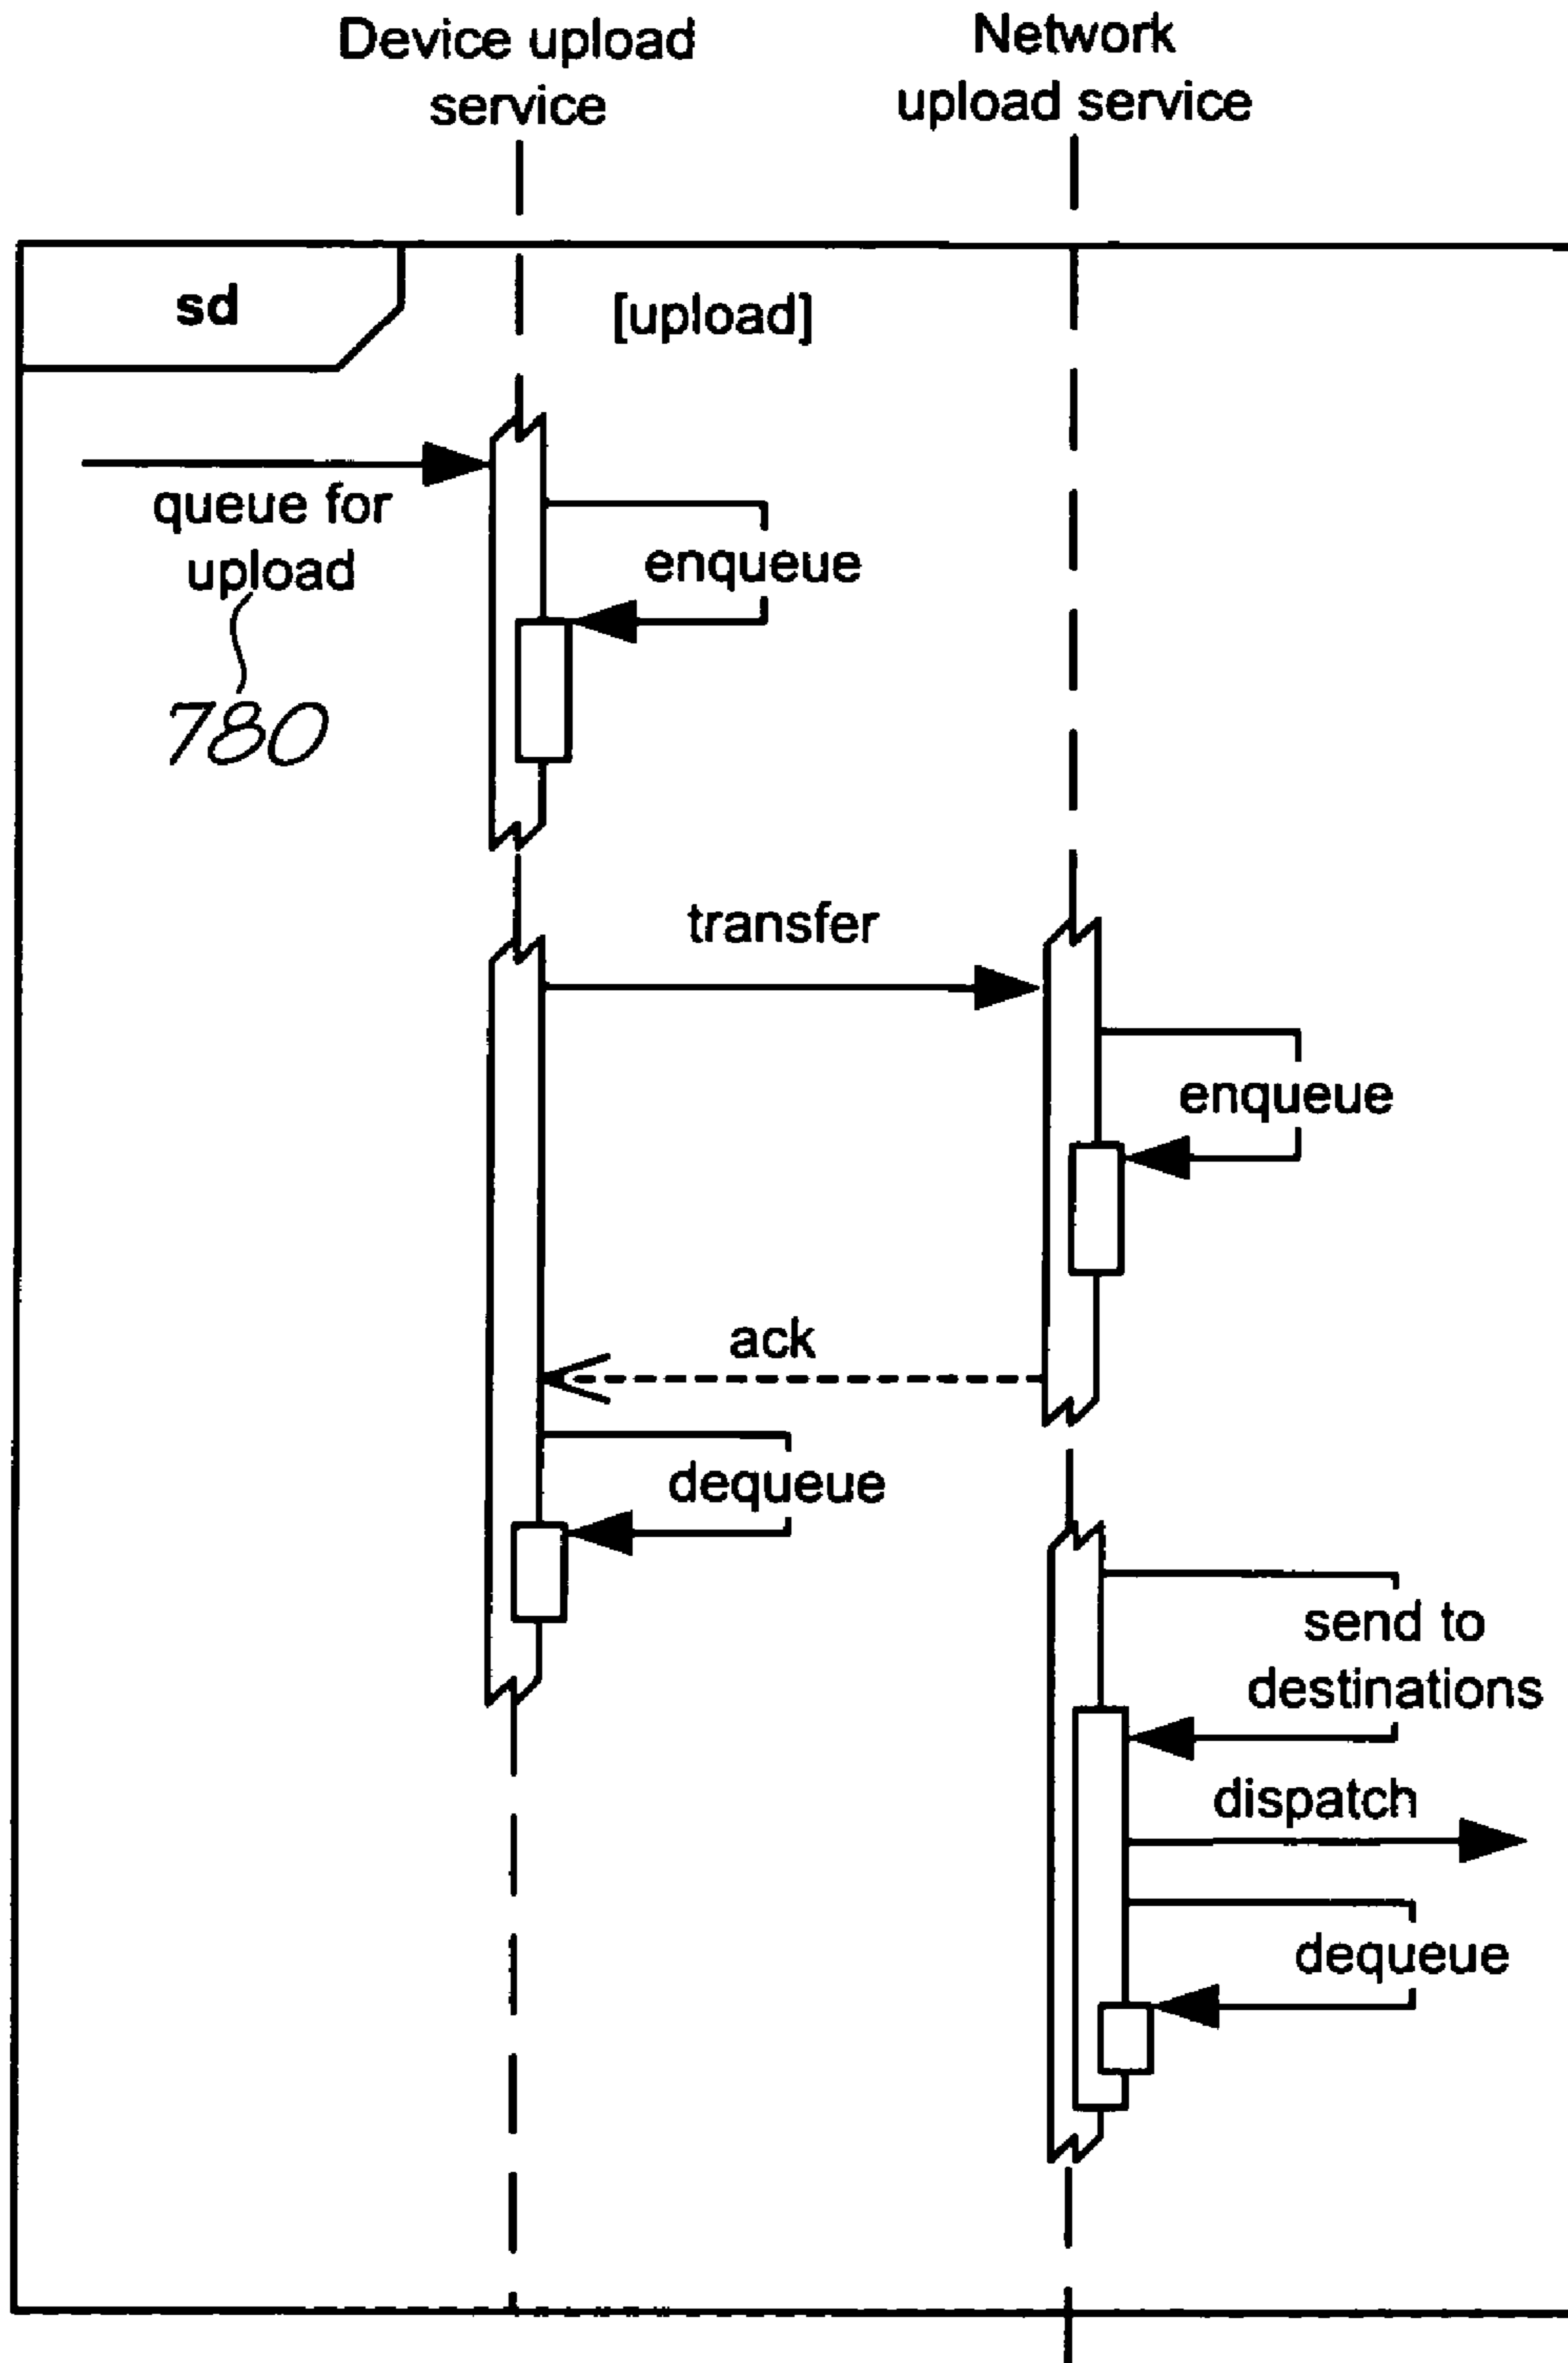 Device upload
service
Network
upload service
sd
[upload]
queue for
upload
enqueue
780
transfer
enqueue
ack
dequeue
send to
destinations
dispatch
dequeue